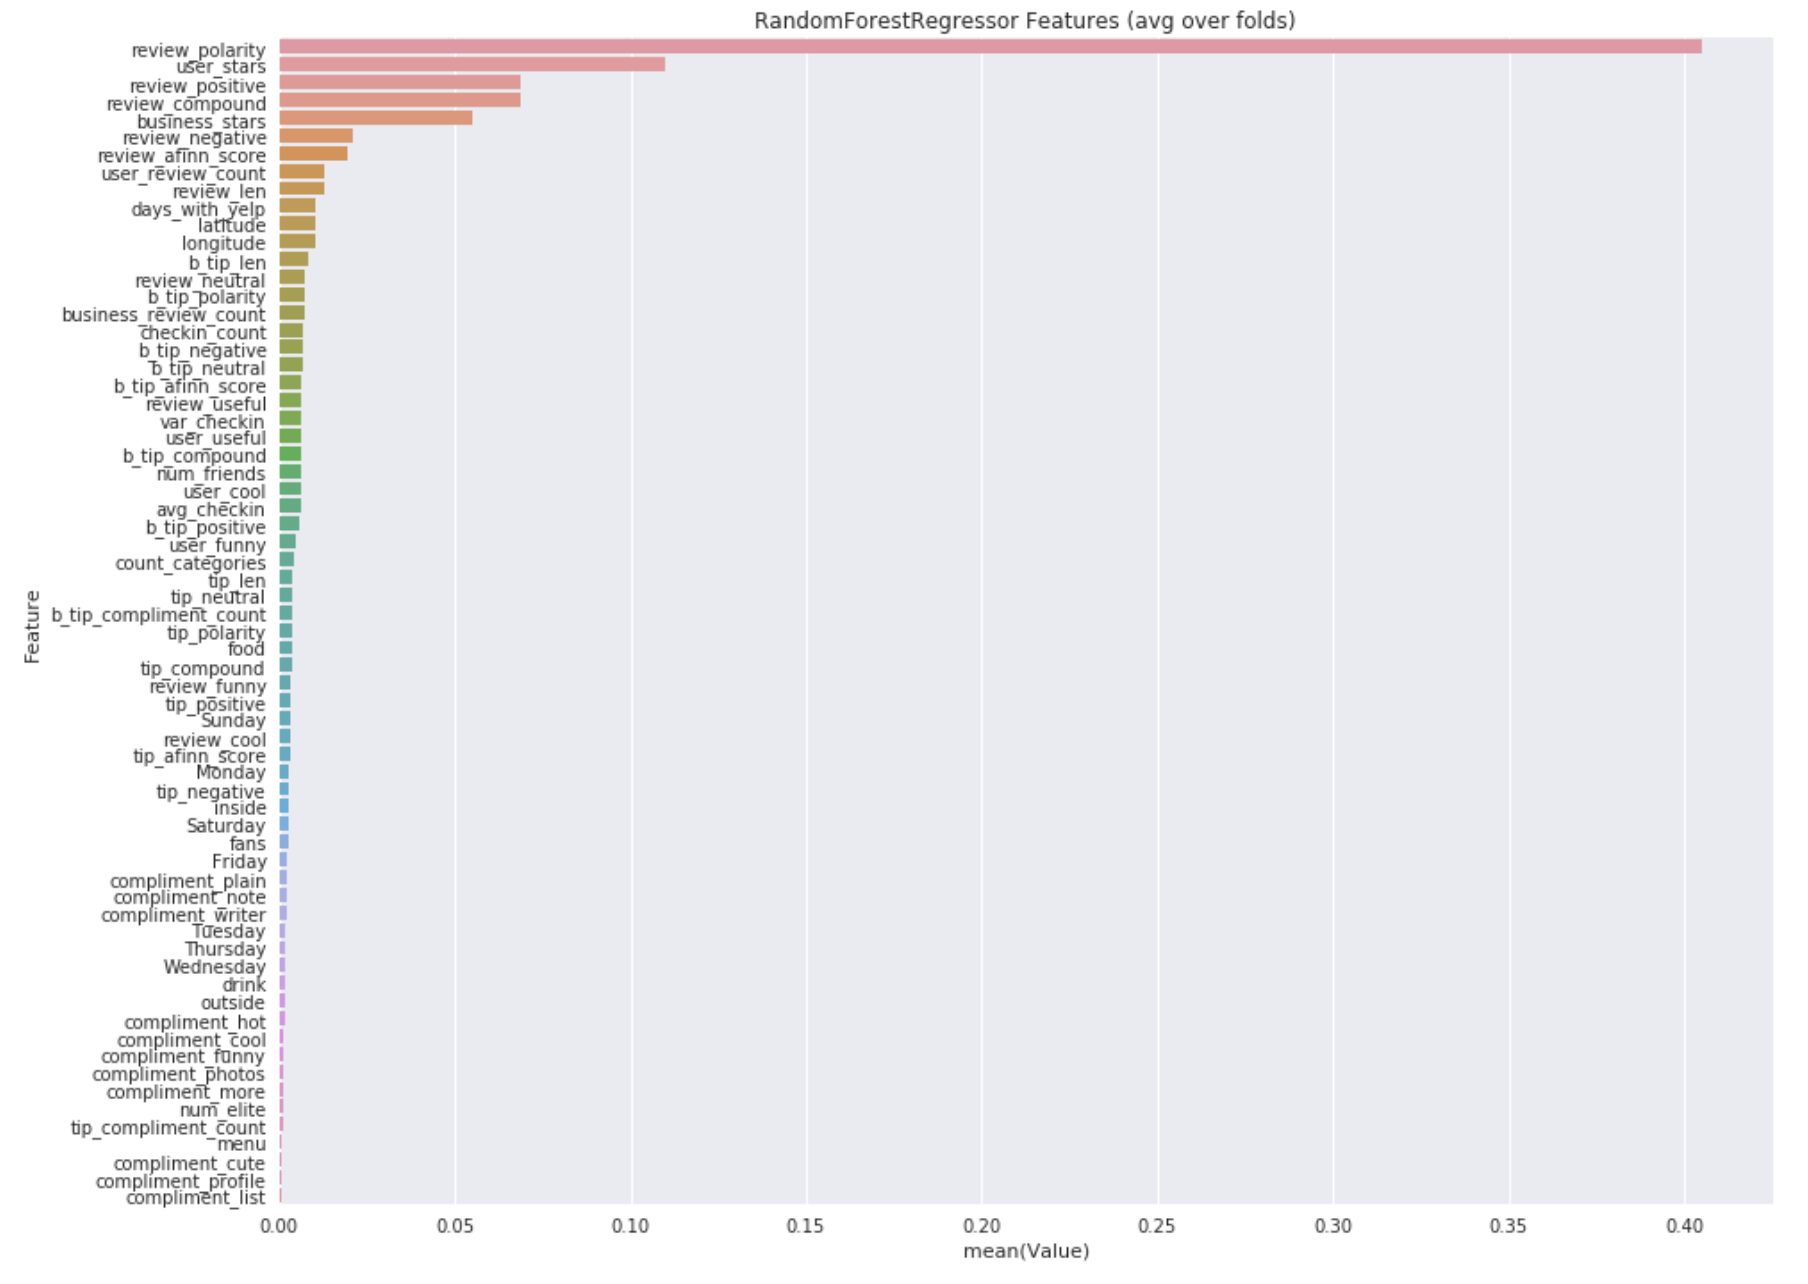 RandomForestRegressor Features (avg over folds)
review_polarity
user_stars
review_positive
review_compound
business_stars
review_negative
review_afinn_score
user_review_count
review_len
days_with_yelp
latitude
longitude
b_tip_len
review_neutral
b_tip_polarity
business_review_count
checkin_count
b_tip_negative
b_tip_neutral
b_tip_afinn_score
review_useful
var_checkin
user_useful
b_tip_compound
num_friends
user_cool
avg_checkin
b_tip_positive
user_funny
count_categories
tip_len
tip_neutral
b_tip_compliment_count
tip_polarity
food
tip_compound
review_funny
tip_positive
Sunday
review_cool
tip_afinn_score
Monday
tip_negative
inside
Saturday
fans
Friday
compliment_plain
compliment_note
compliment_writer
Tuesday
Thursday
Wednesday
drink
outside
compliment_hot
compliment_cool
compliment_funny
compliment_photos
compliment_more
num_elite
tip_compliment_count
menu
compliment_cute
compliment_profile
compliment_list
Feature
0.00 0.05 0.10 0.15 0.20 0.25 0.30 0.35 0.40
mean(Value)